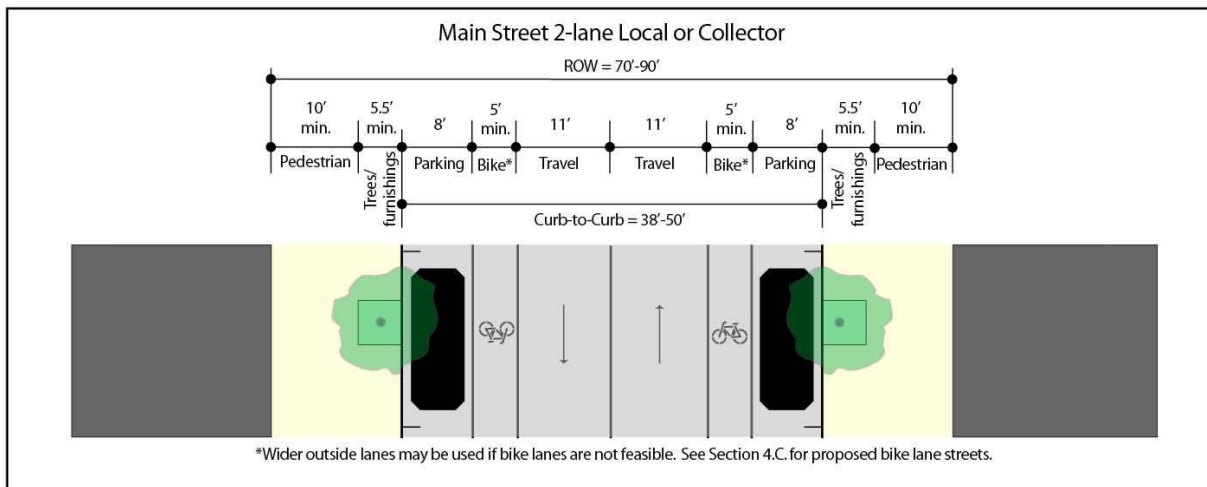 Main Street 2-lane Local or Collector
ROW = 70’-90’
10’ min.
5.5’ min.
8’
5’ min.
11’
11’
5’ min.
8’
5.5’ min.
10’ min.
Pedestrian
Trees/
furnishings
Parking
Bike*
Travel
Travel
Bike*
Parking
Trees/
furnishings
Pedestrian
Curb-to-Curb = 38’-50’
*Wider outside lanes may be used if bike lanes are not feasible. See Section 4.C. for proposed bike lane streets.